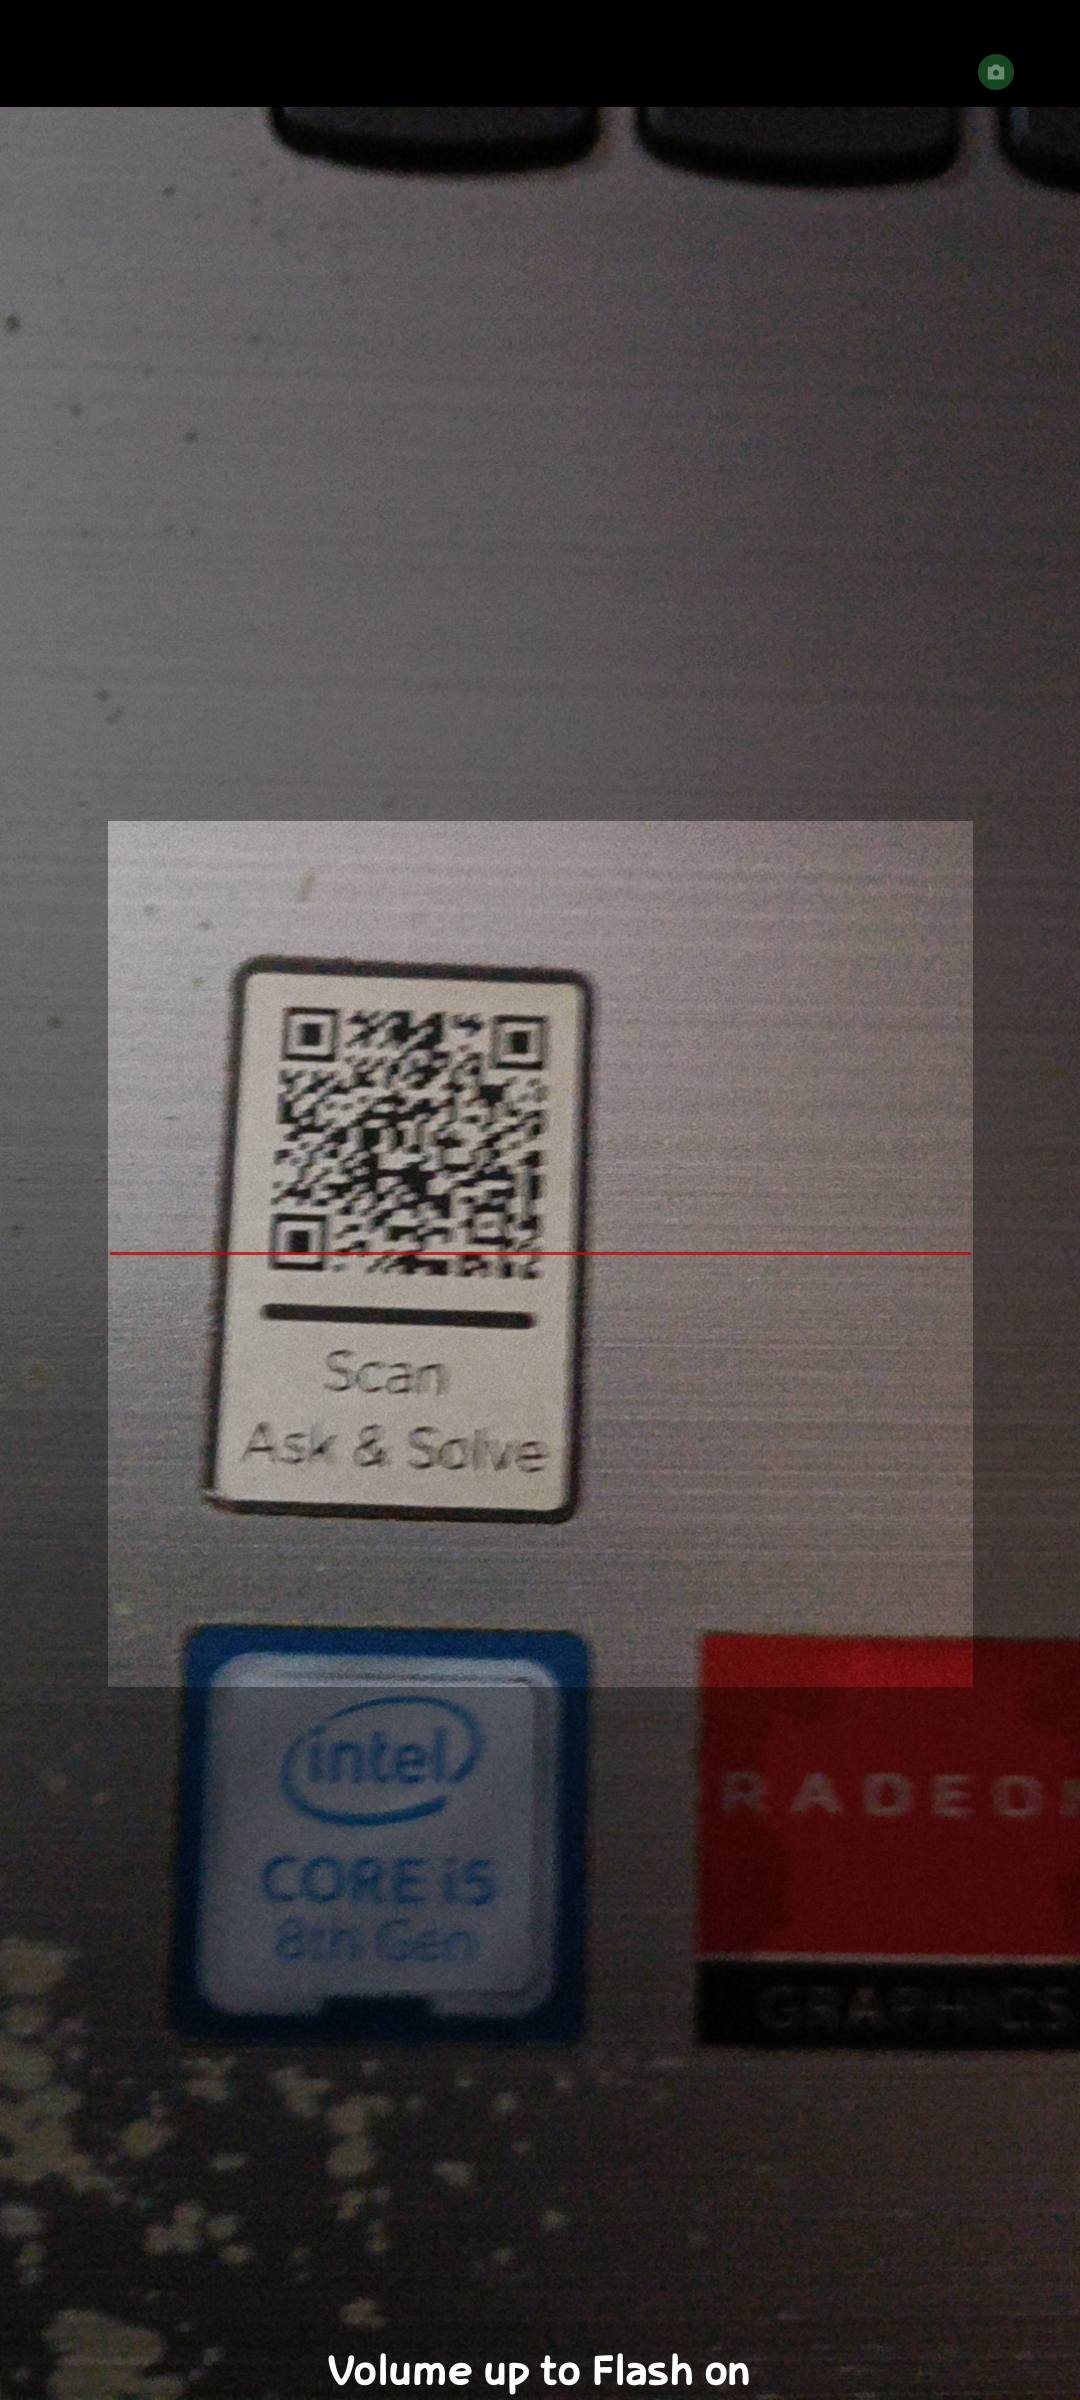 Scan
Ask & Solve
intel
CORE i5
8th Gen
RADEON
GRAPHICS
Volume up to Flash on